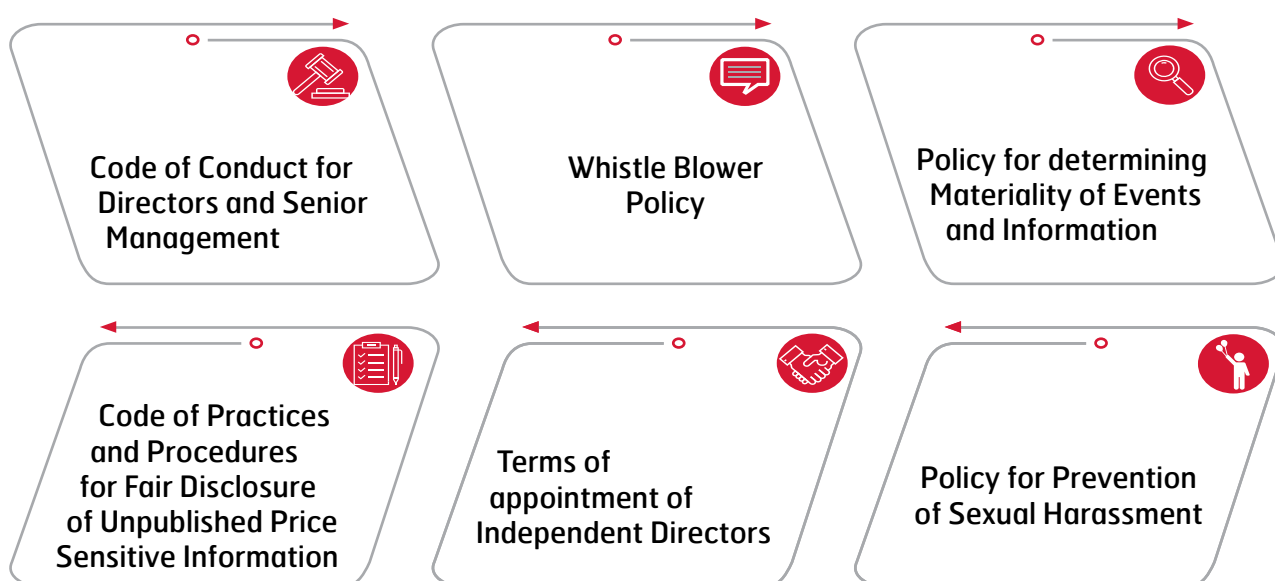 Code of Conduct for
Directors and Senior
Management
Whistle Blower
Policy
Policy for determining
Materiality of Events
and Information
Code of Practices
and Procedures
for Fair Disclosure
of Unpublished Price
Sensitive Information
Terms of
appointment of
Independent Directors
Policy for Prevention
of Sexual Harassment